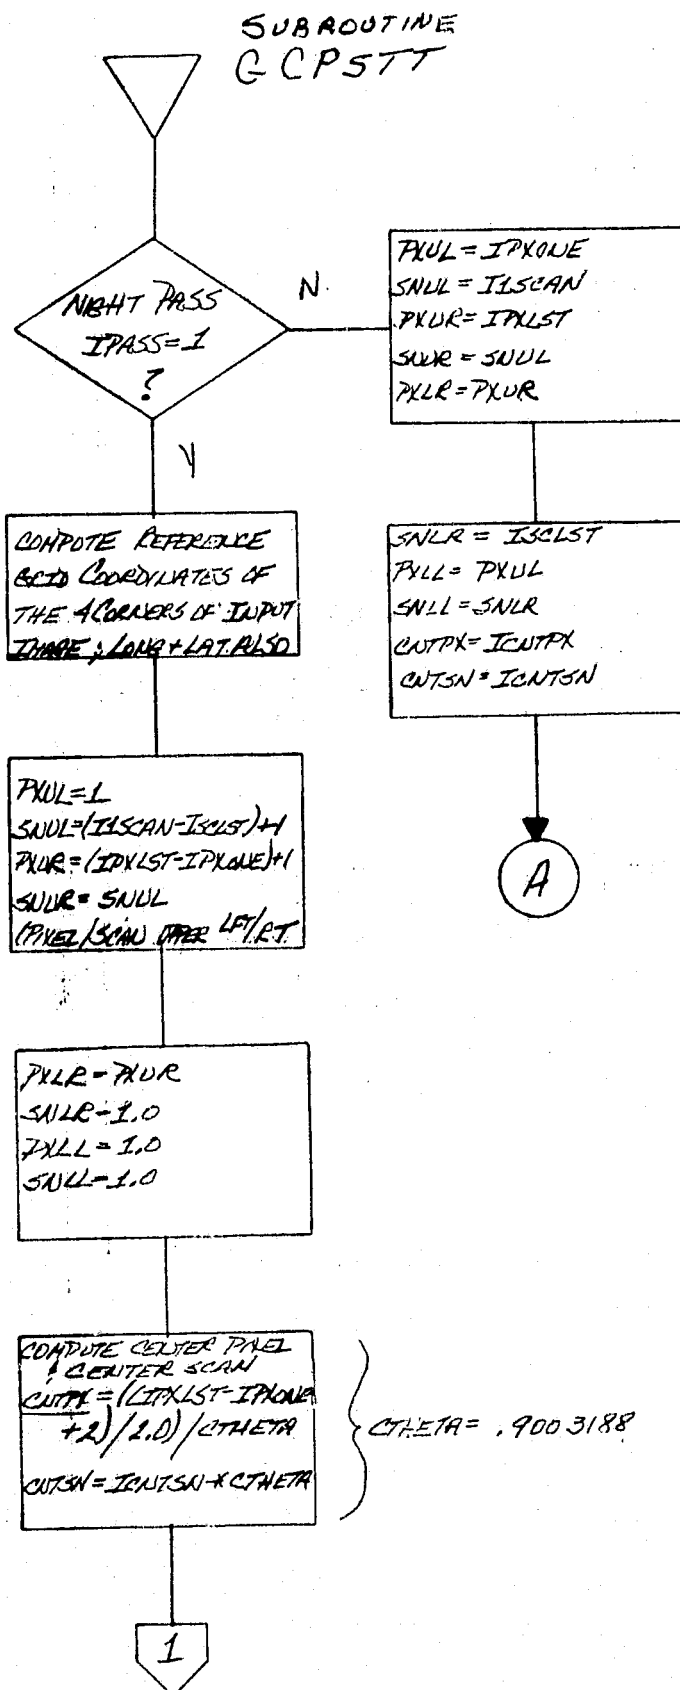 SUBROUTINE
GCPSTT
NIGHT PASS
IPASS=1
?
N.
Y
PXUL=IPXONE
SNUL=I1SCAN
PXUR=IPXLST
SNUR=SNUL
PXLR=PXUR
SNLR = ISCLST
PXLL=PXUL
SNLL=SNLR
CNTPX=ICNTPX
CNTSN=ICNTSN
A
COMPUTE REFERENCE
GRID COORDINATES OF
THE 4 CORNERS OF INPUT
IMAGE; LONG+LAT. ALSO
PXUL=1
SNUL=(I1SCAN-ISCLST)+1
PXUR=(IPXLST-IPXONE)+1
SNUR=SNUL
(PIXEL/SCAN UPPER LFT/RT.
PXLR=PXUR
SNLR=1.0
PXLL=1.0
SNLL=1.0
COMPUTE CENTER PIXEL
CENTER SCAN
CNTPX=((IPXLST-IPXONE
+2)/2.0)/CTHETA
CNTSN=ICNTSN*CTHETA
CTHETA= .9003188
1